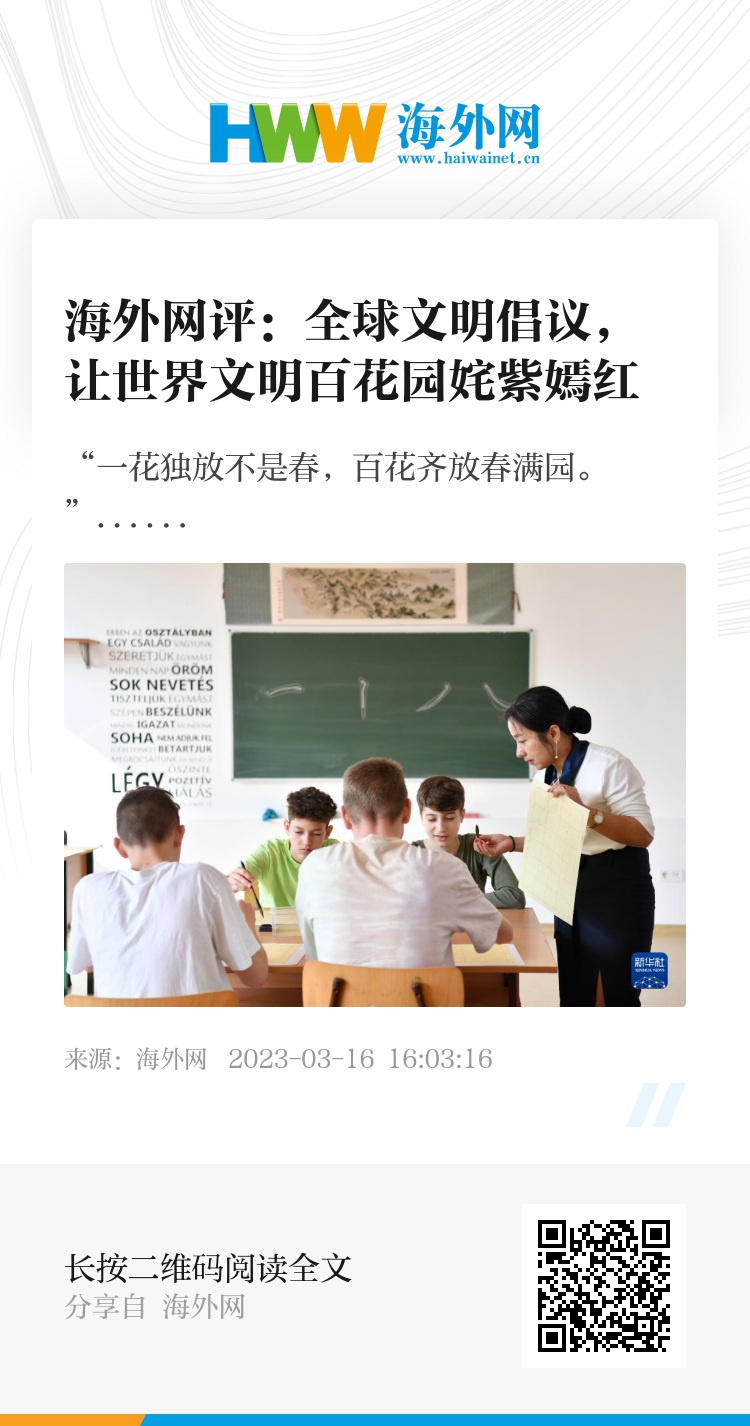 HWW 海外网
www.haiwainet.cn
海外网评：全球文明倡议，
让世界文明百花园姹紫嫣红
“一花独放不是春，百花齐放春满园。
”······
EBBEN AZ OSZTÁLYBAN
EGY CSALÁD VAGYUNK
SZERETJÜK EGYMÁST
MINDEN NAP ÖRÖM
SOK NEVETÉS
TISZTELJÜK EGYMÁST
SZÉPEN BESZÉLÜNK
IGAZAT MONDUNK
SOHA NEM ADJUK FEL
BETARTJUK
MEGBOCSÁJTUNK
ŐSZINTE
LÉGY POZITÍV
新华社
XINHUA NEWS
来源：海外网 2023-03-16 16:03:16
长按二维码阅读全文
分享自 海外网